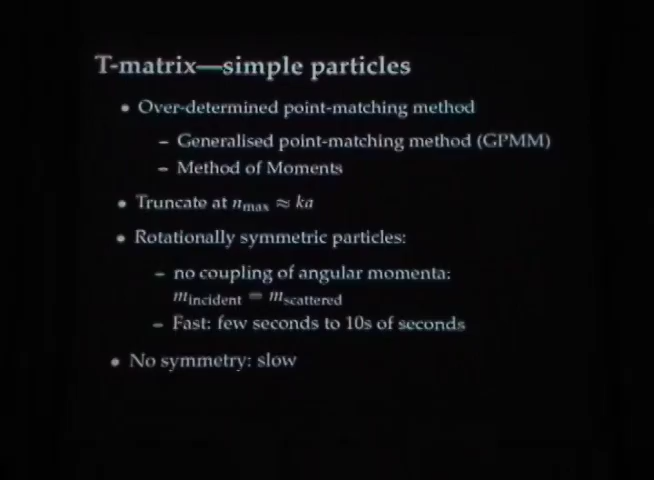 T-matrix—simple particles
• Over-determined point-matching method
– Generalised point-matching method (GPMM)
– Method of Moments
• Truncate at nmax ≈ ka
• Rotationally symmetric particles:
– no coupling of angular momenta:
mincident = mscattered
– Fast: few seconds to 10s of seconds
• No symmetry: slow